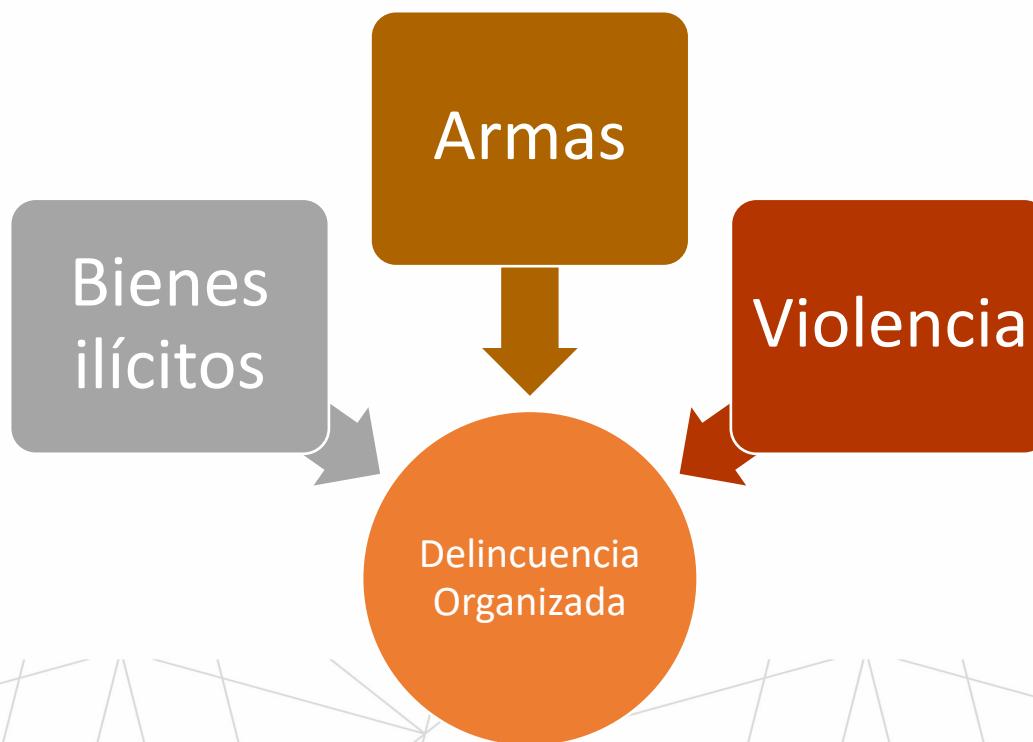 Armas
Bienes
ilícitos
Violencia
Delincuencia
Organizada